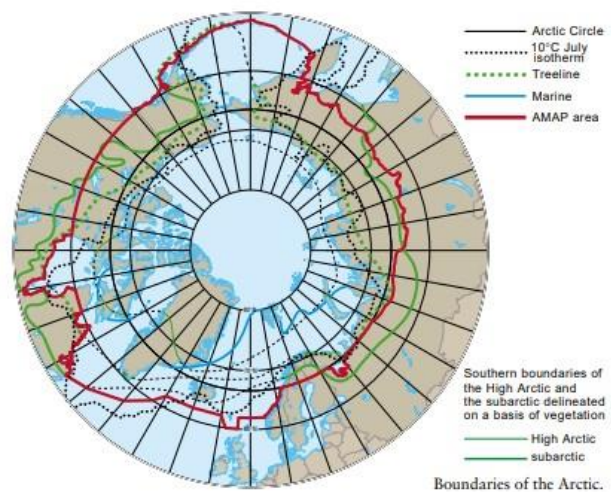 Arctic Circle
10°C July
isotherm
Treeline
Marine
AMAP area
Southern boundaries of
the High Arctic and
the subarctic delineated
on a basis of vegetation
High Arctic
subarctic
Boundaries of the Arctic.